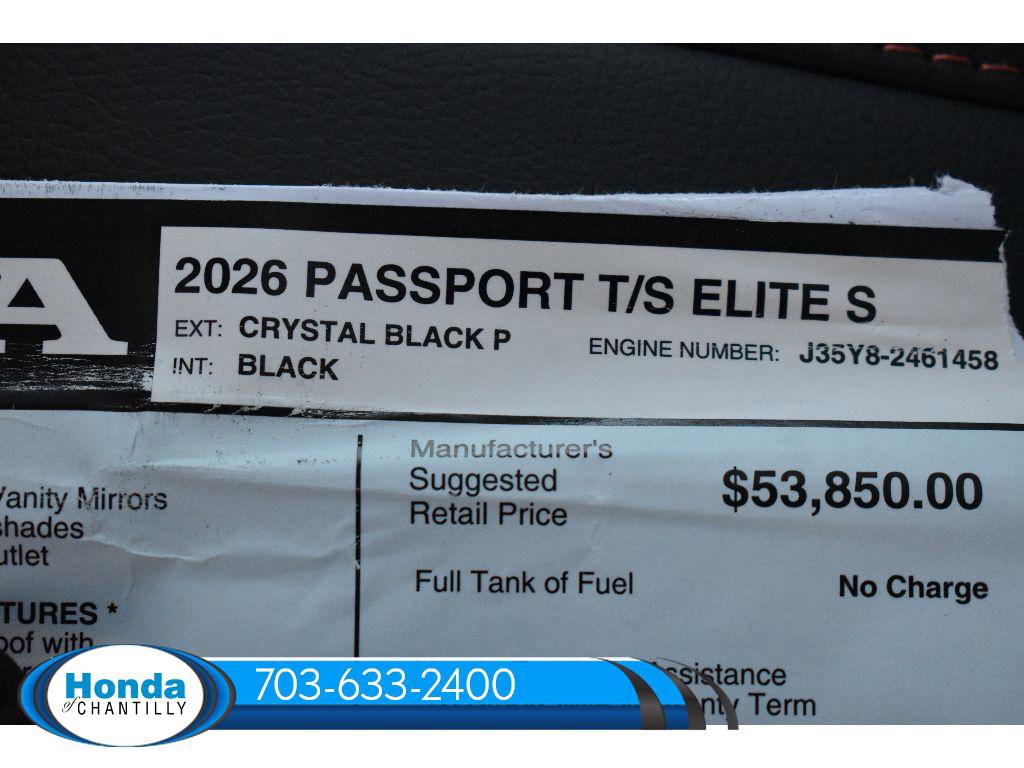 A
2026 PASSPORT T/S ELITE S
EXT: CRYSTAL BLACK P
ENGINE NUMBER: J35Y8-2461458
INT: BLACK
Vanity Mirrors
shades
utlet
TURES *
oof with
Manufacturer's
Suggested
Retail Price
$53,850.00
Full Tank of Fuel
No Charge
ssistance
nty Term
Honda
of CHANTILLY
703-633-2400